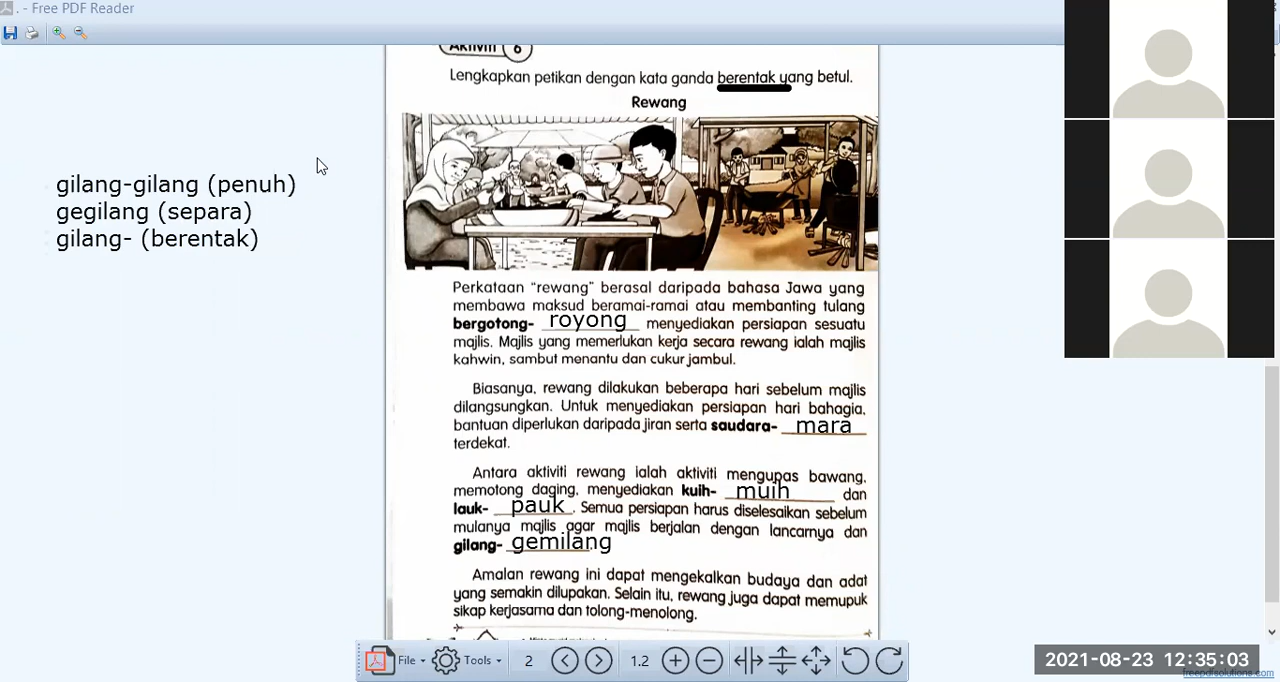 . - Free PDF Reader
Aktiviti 6
Lengkapkan petikan dengan kata ganda berentak yang betul.
Rewang
gilang-gilang (penuh)
gegilang (separa)
gilang- (berentak)
Perkataan “rewang” berasal daripada bahasa Jawa yang
membawa maksud beramai-ramai atau membanting tulang
bergotong- royong menyediakan persiapan sesuatu
majlis. Majlis yang memerlukan kerja secara rewang ialah majlis
kahwin, sambut menantu dan cukur jambul.
Biasanya, rewang dilakukan beberapa hari sebelum majlis
dilangsungkan. Untuk menyediakan persiapan hari bahagia,
bantuan diperlukan daripada jiran serta saudara- mara
terdekat.
Antara aktiviti rewang ialah aktiviti mengupas bawang,
memotong daging, menyediakan kuih- muih dan
lauk- pauk. Semua persiapan harus diselesaikan sebelum
mulanya majlis agar majlis berjalan dengan lancarnya dan
gilang- gemilang.
Amalan rewang ini dapat mengekalkan budaya dan adat
yang semakin dilupakan. Selain itu, rewang juga dapat memupuk
sikap kerjasama dan tolong-menolong.
File Tools 2 1.2
2021-08-23 12:35:03
freepdfsolutions.com